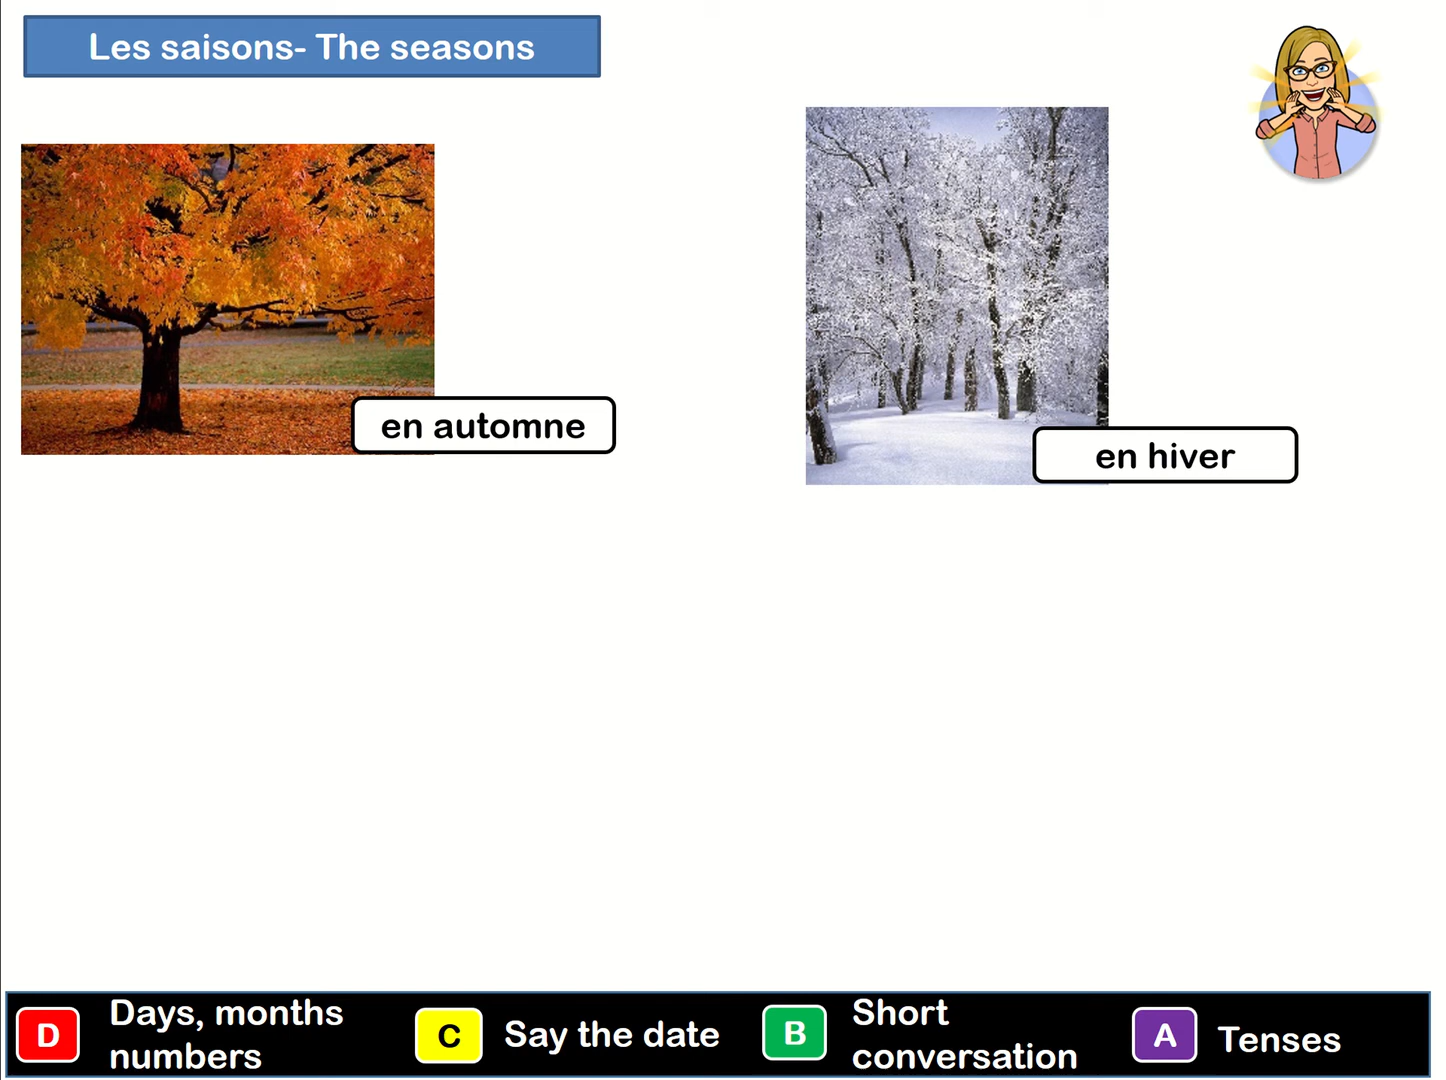 Les saisons- The seasons
en automne
en hiver
D
Days, months
numbers
C
Say the date
B
Short
conversation
A
Tenses